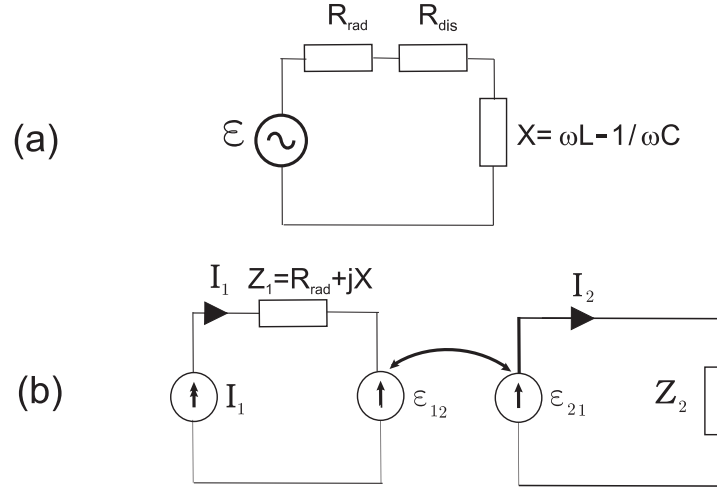 R_rad R_dis
(a)
ε
X= ωL-1/ωC
I_1 Z_1=R_rad+jX
I_2
(b)
I_1
ε_12
ε_21
Z_2